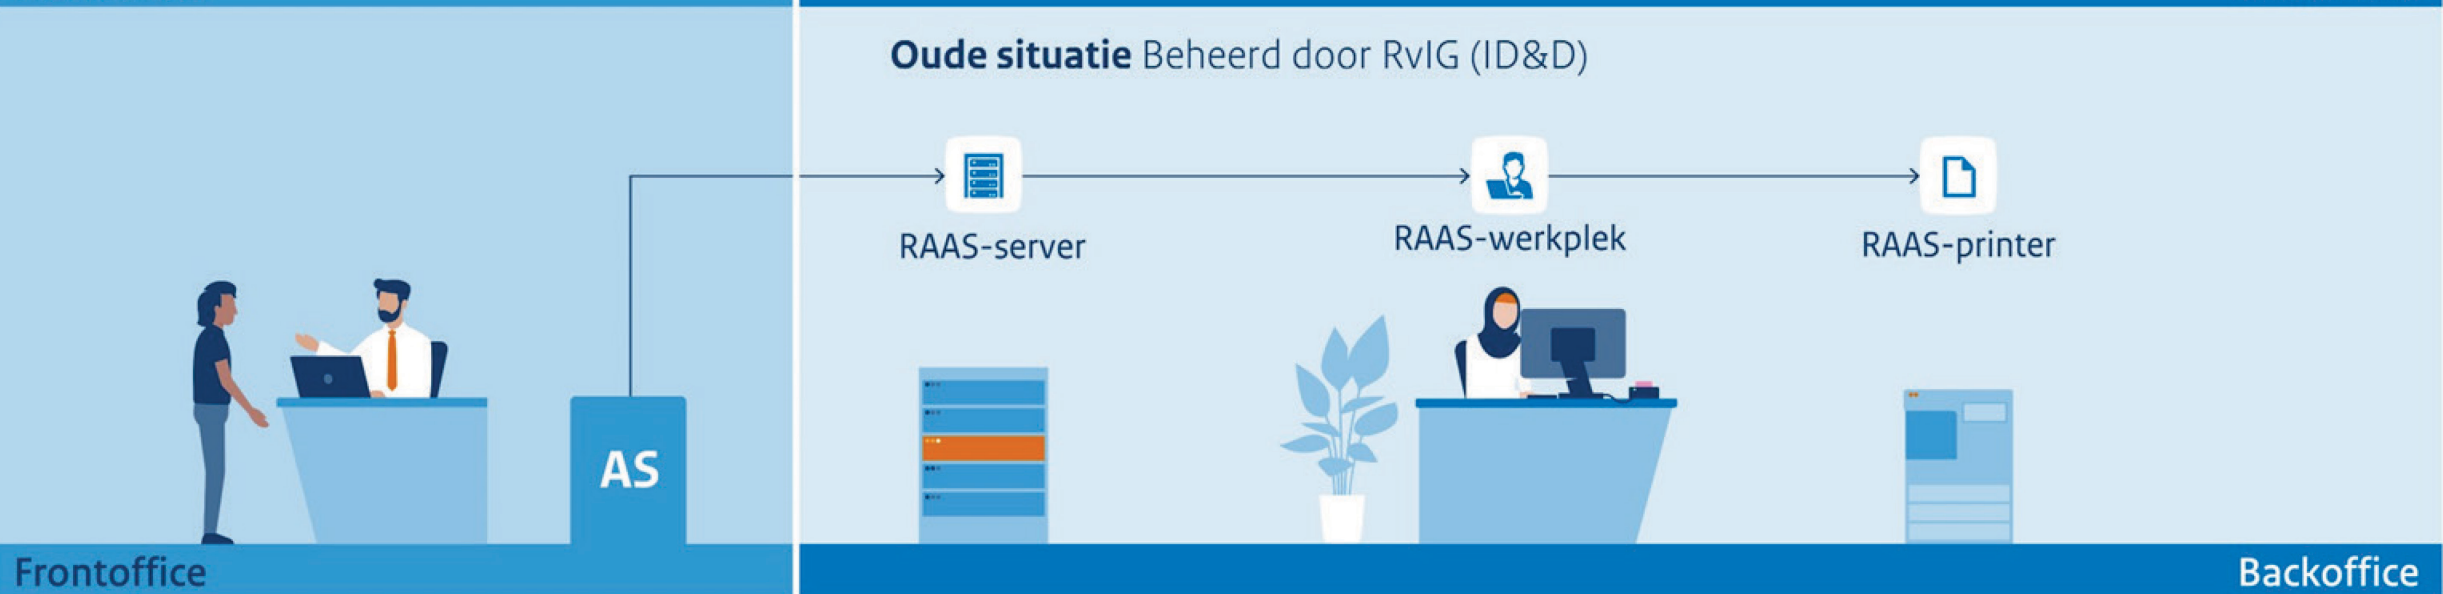 Oude situatie Beheerd door RvIG (ID&D)
RAAS-server
RAAS-werkplek
RAAS-printer
AS
Frontoffice
Backoffice